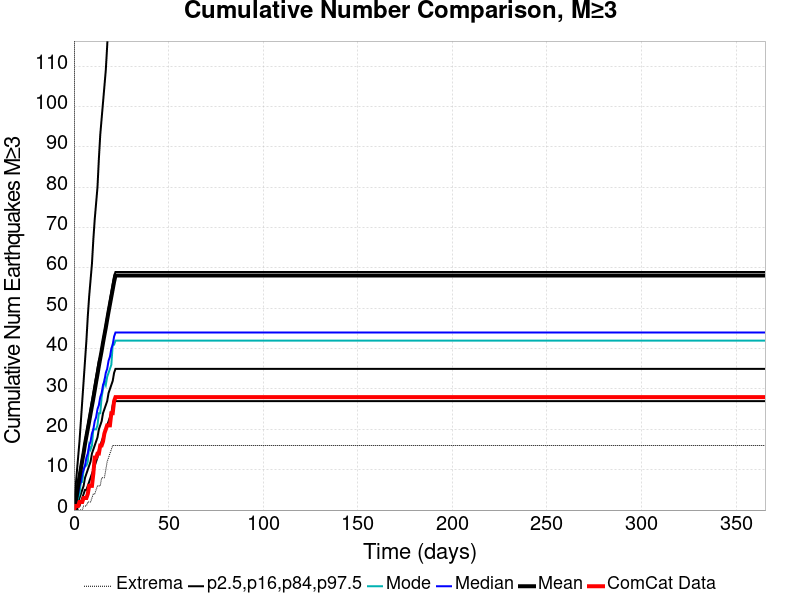 Cumulative Number Comparison, M≥3
Cumulative Num Earthquakes M≥3
110
100
90
80
70
60
50
40
30
20
10
0
0 50 100 150 200 250 300 350
Time (days)
Extrema p2.5,p16,p84,p97.5 Mode Median Mean ComCat Data